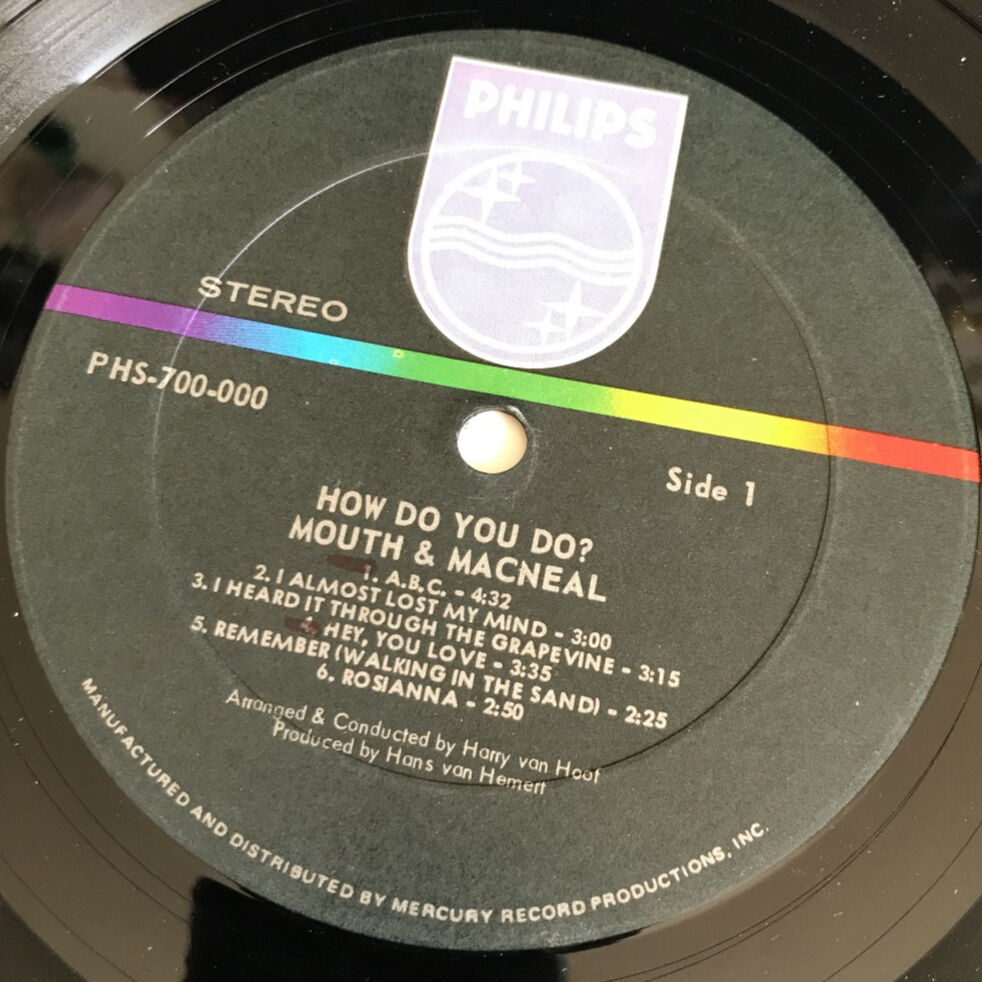 PHILIPS
STEREO
PHS-700-000
Side 1
HOW DO YOU DO?
MOUTH & MACNEAL
1. A.B.C. - 4:32
2. I ALMOST LOST MY MIND - 3:00
3. I HEARD IT THROUGH THE GRAPEVINE - 3:15
4. HEY, YOU LOVE - 3:35
5. REMEMBER (WALKING IN THE SAND) - 2:25
6. ROSIANNA - 2:50
Arranged & Conducted by Harry van Hoof
Produced by Hans van Hemert
MANUFACTURED AND DISTRIBUTED BY MERCURY RECORD PRODUCTIONS, INC.